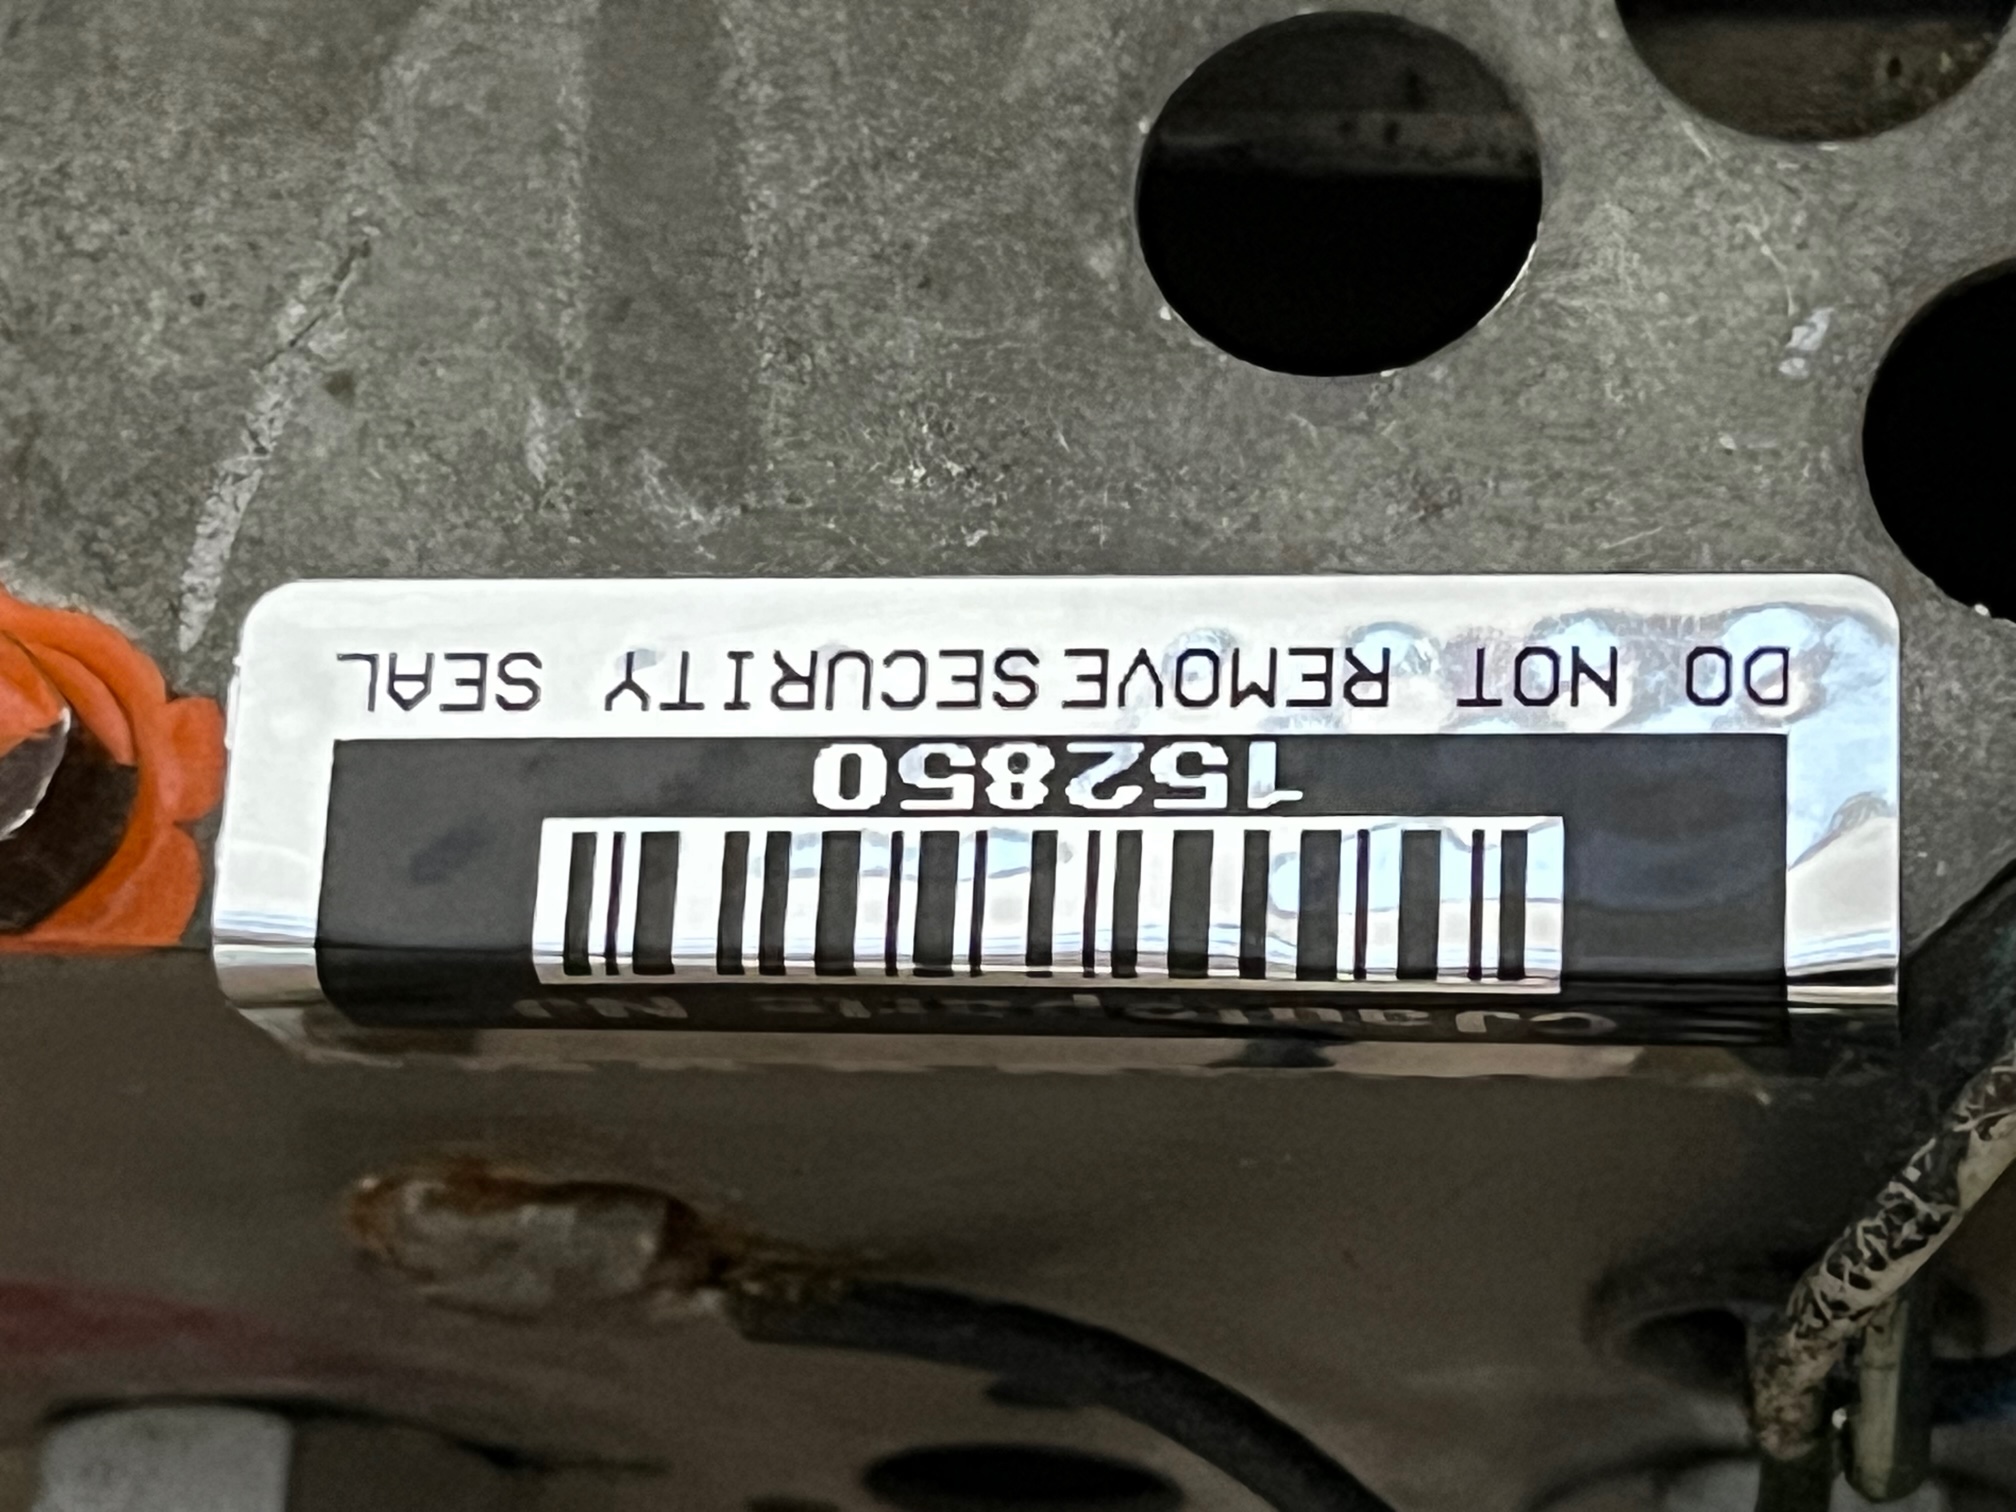 152850
DO NOT REMOVE SECURITY SEAL